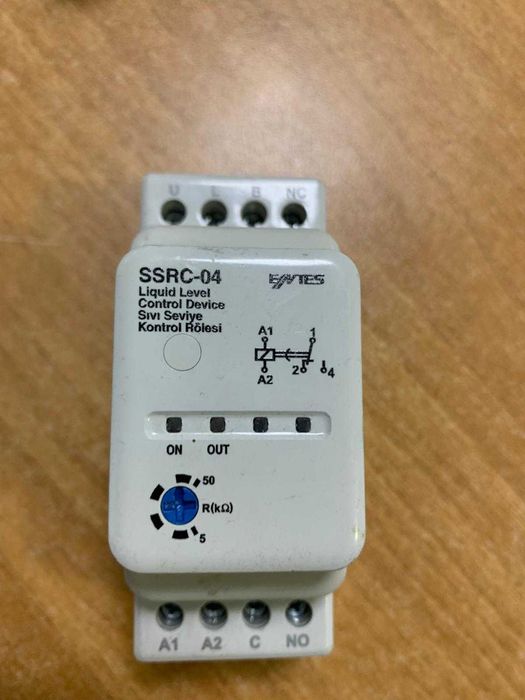 U L B NC
SSRC-04
ENTES
Liquid Level
Control Device
Sıvı Seviye
Kontrol Rölesi
A1 1
A2 2 4
ON OUT
50
R(kΩ)
5
A1 A2 C NO